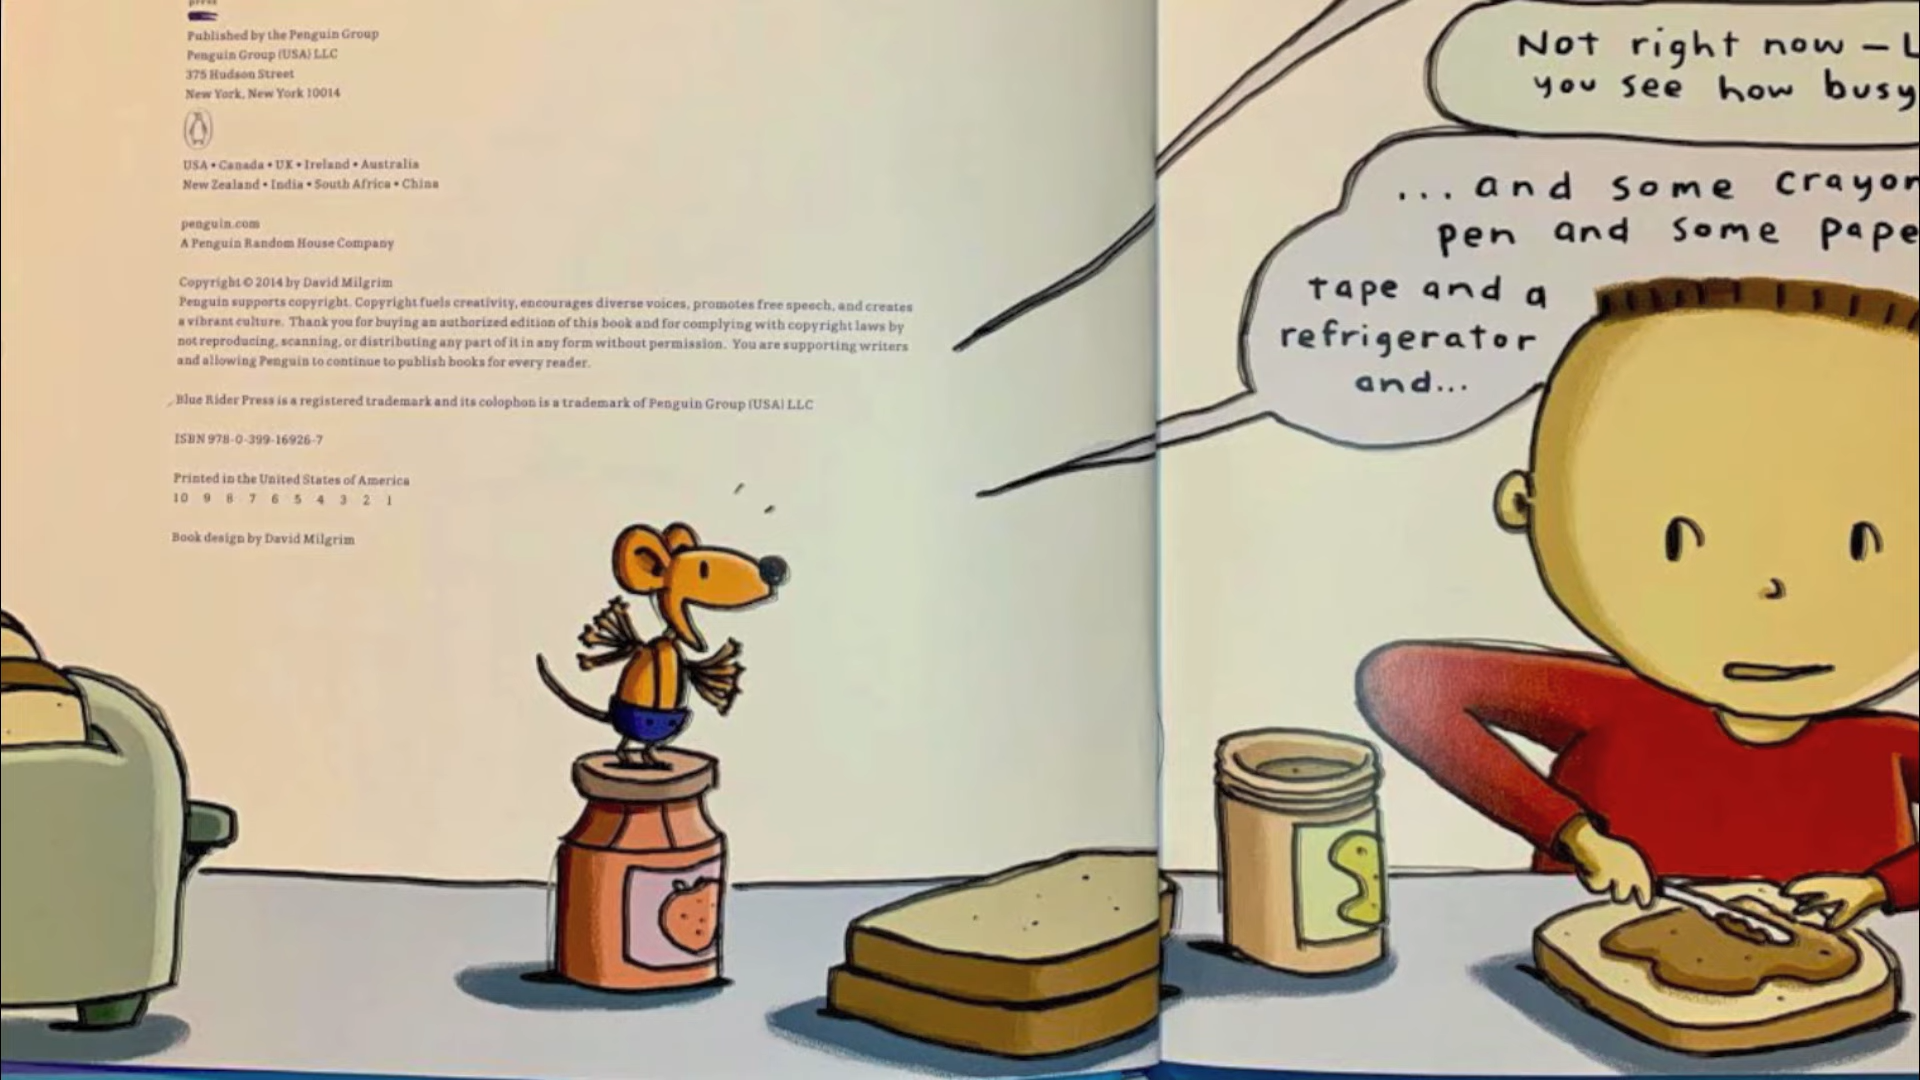 press
Published by the Penguin Group
Penguin Group (USA) LLC
375 Hudson Street
New York, New York 10014
USA • Canada • UK • Ireland • Australia
New Zealand • India • South Africa • China
penguin.com
A Penguin Random House Company
Copyright © 2014 by David Milgrim
Penguin supports copyright. Copyright fuels creativity, encourages diverse voices, promotes free speech, and creates
a vibrant culture. Thank you for buying an authorized edition of this book and for complying with copyright laws by
not reproducing, scanning, or distributing any part of it in any form without permission. You are supporting writers
and allowing Penguin to continue to publish books for every reader.
Blue Rider Press is a registered trademark and its colophon is a trademark of Penguin Group (USA) LLC
ISBN 978-0-399-16926-7
Printed in the United States of America
10 9 8 7 6 5 4 3 2 1
Book design by David Milgrim
Not right now –
you see how busy
...and some crayon
pen and some pape
tape and a
refrigerator
and...